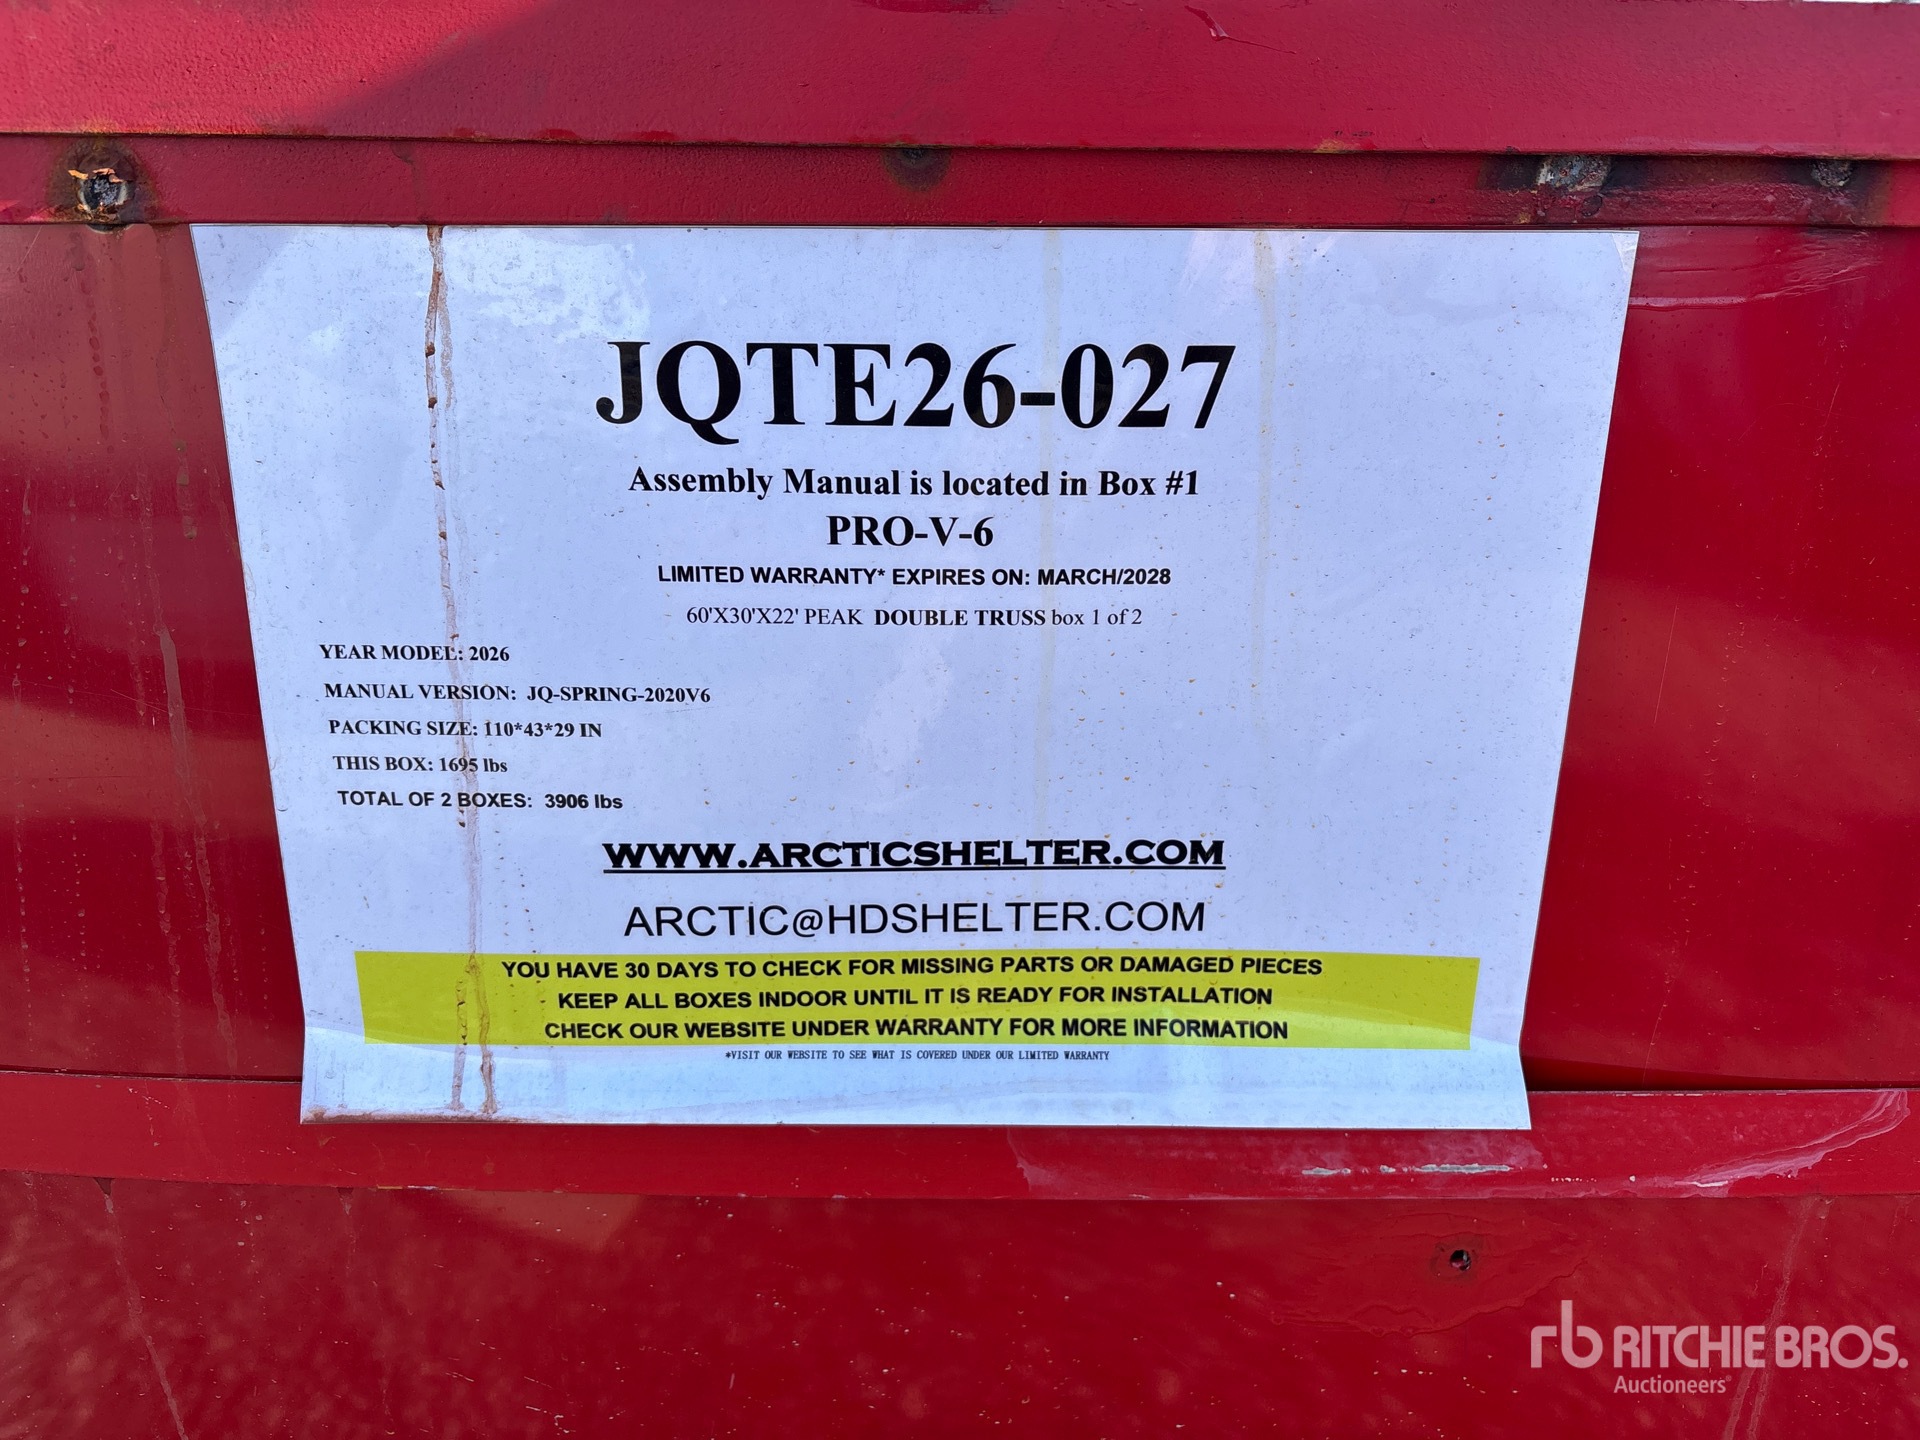 JQTE26-027
Assembly Manual is located in Box #1
PRO-V-6
LIMITED WARRANTY* EXPIRES ON: MARCH/2028
60'X30'X22' PEAK DOUBLE TRUSS box 1 of 2
YEAR MODEL: 2026
MANUAL VERSION: JQ-SPRING-2020V6
PACKING SIZE: 110*43*29 IN
THIS BOX: 1695 lbs
TOTAL OF 2 BOXES: 3906 lbs
WWW.ARCTICSHELTER.COM
ARCTIC@HDSHELTER.COM
YOU HAVE 30 DAYS TO CHECK FOR MISSING PARTS OR DAMAGED PIECES
KEEP ALL BOXES INDOOR UNTIL IT IS READY FOR INSTALLATION
CHECK OUR WEBSITE UNDER WARRANTY FOR MORE INFORMATION
*VISIT OUR WEBSITE TO SEE WHAT IS COVERED UNDER OUR LIMITED WARRANTY
rb RITCHIE BROS.
Auctioneers